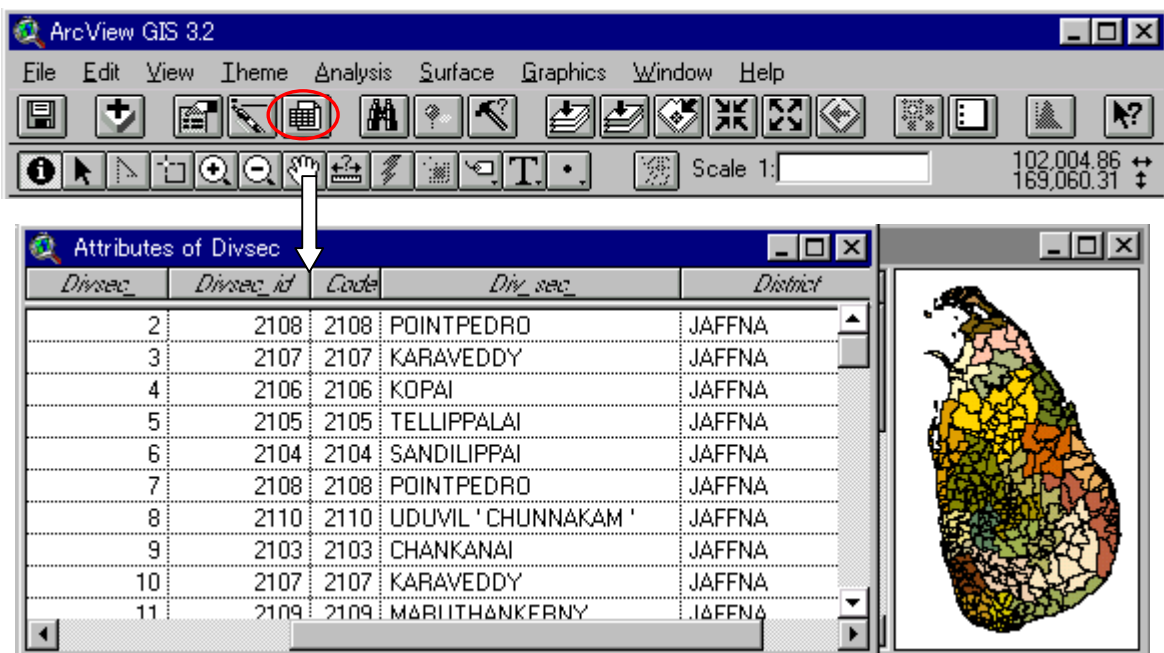 ArcView GIS 3.2
File Edit View Theme Analysis Surface Graphics Window Help
T
Scale 1: 102,004.86
169,060.31
Attributes of Divsec
Divsec_ Divsec_id Code Div_sec_ District
2 2108 2108 POINTPEDRO JAFFNA
3 2107 2107 KARAVEDDY JAFFNA
4 2106 2106 KOPAI JAFFNA
5 2105 2105 TELLIPPALAI JAFFNA
6 2104 2104 SANDILIPPAI JAFFNA
7 2108 2108 POINTPEDRO JAFFNA
8 2110 2110 UDUVIL ' CHUNNAKAM ' JAFFNA
9 2103 2103 CHANKANAI JAFFNA
10 2107 2107 KARAVEDDY JAFFNA
11 2109 2109 MARUTHANKERNY JAFFNA